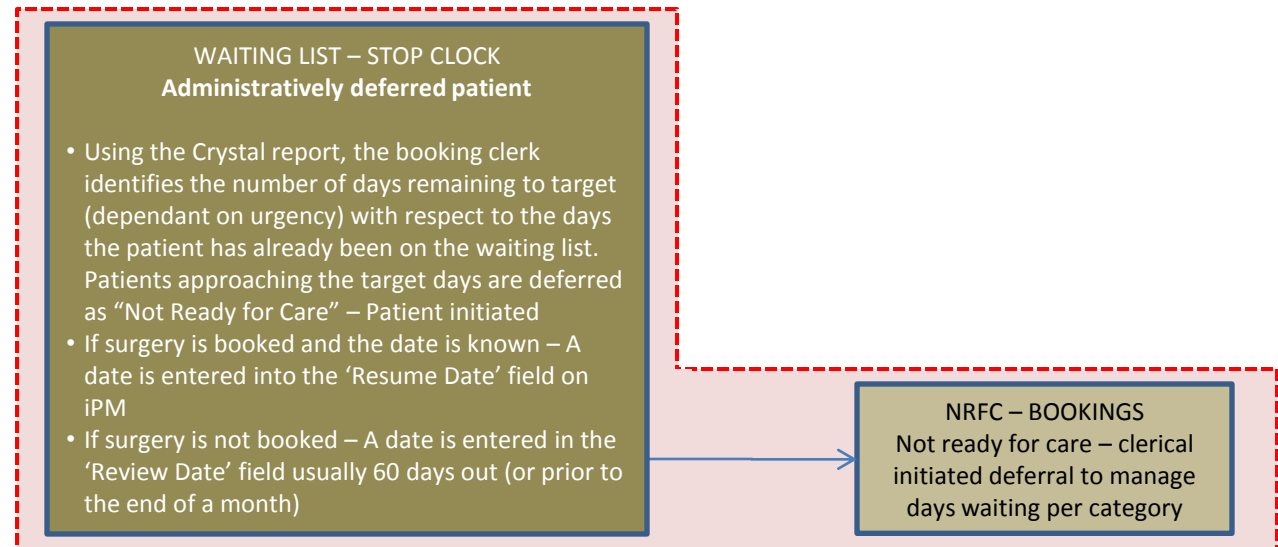 WAITING LIST – STOP CLOCK
Administratively deferred patient
• Using the Crystal report, the booking clerk
identifies the number of days remaining to target
(dependant on urgency) with respect to the days
the patient has already been on the waiting list.
Patients approaching the target days are deferred
as “Not Ready for Care” – Patient initiated
• If surgery is booked and the date is known – A
date is entered into the ‘Resume Date’ field on
iPM
• If surgery is not booked – A date is entered in the
‘Review Date’ field usually 60 days out (or prior to
the end of a month)
NRFC – BOOKINGS
Not ready for care – clerical
initiated deferral to manage
days waiting per category